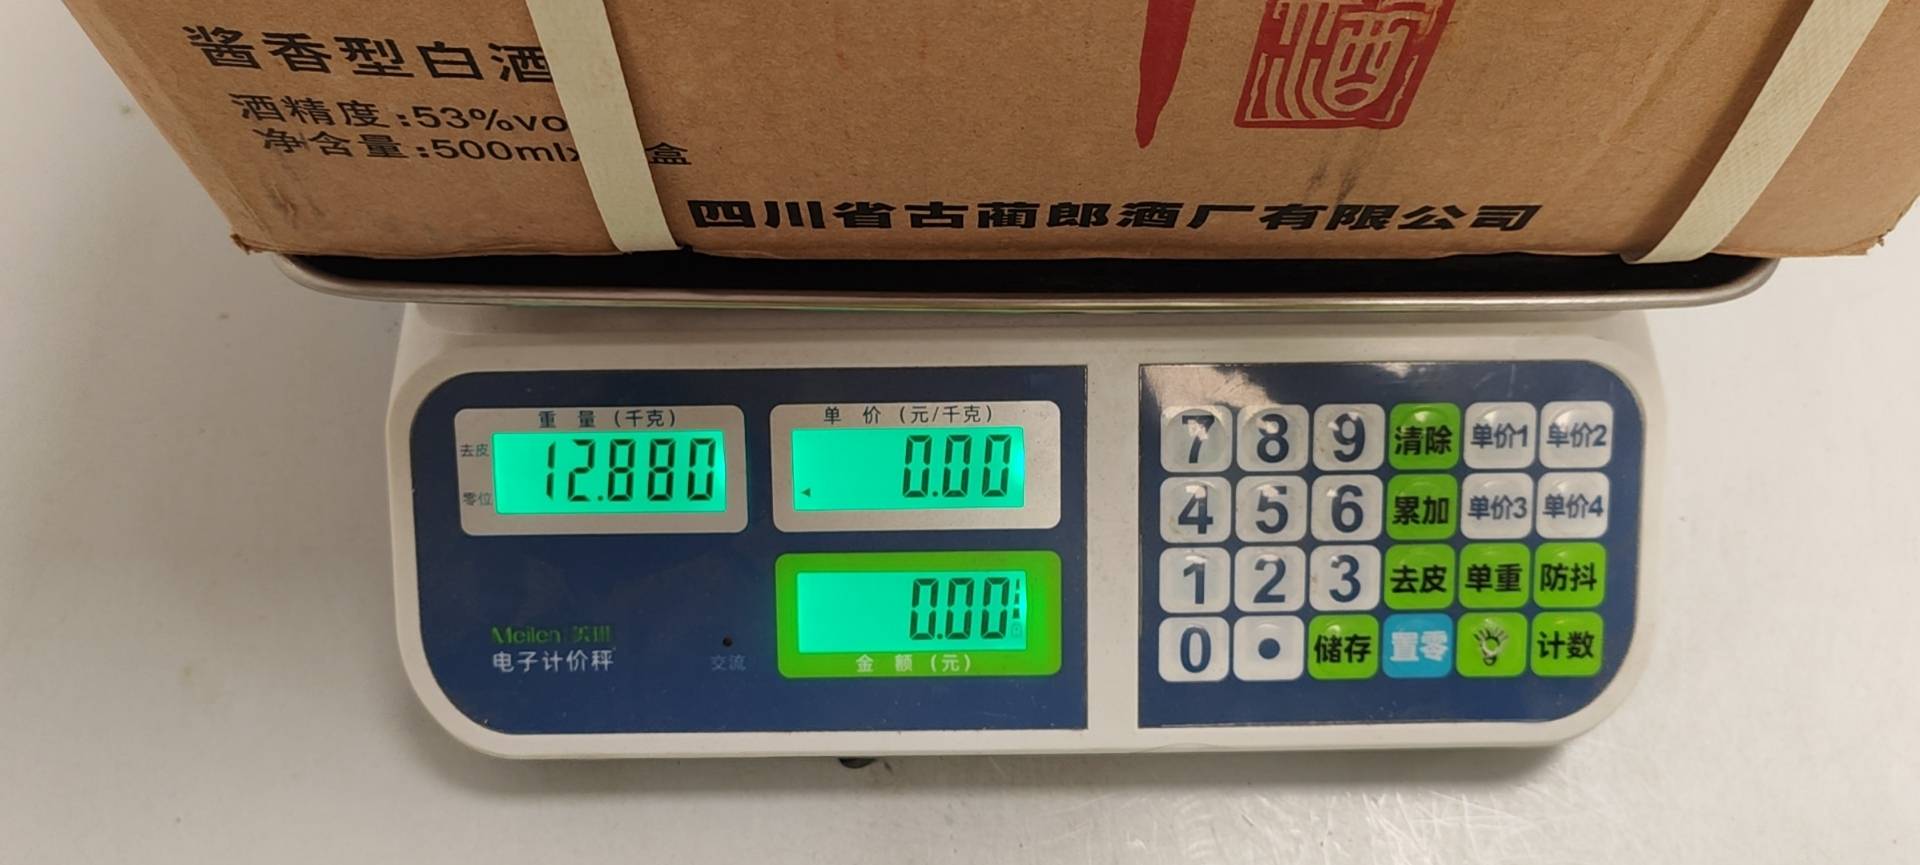 酒
酱香型白酒
酒精度:53%vo
净含量:500ml 盒
四川省古蔺郎酒厂有限公司
重 量 (千克)
去皮
零位
12.880
单 价 (元/千克)
0.00
0.00
金 额 (元)
Meilen
电子计价秤
交流
7 8 9 清除 单价1 单价2
4 5 6 累加 单价3 单价4
1 2 3 去皮 单重 防抖
0 . 储存 置零 计数